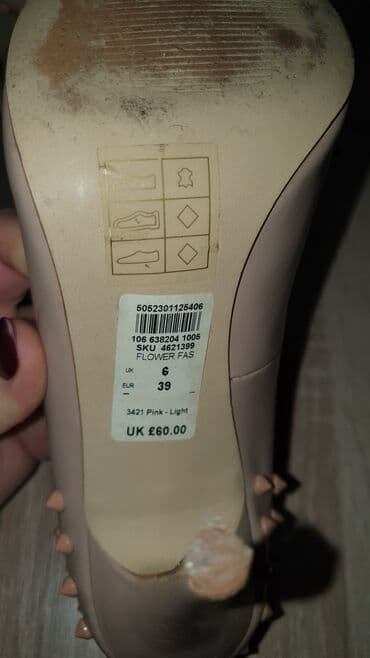 5052301125406
106 638204 1005
SKU 4621399
FLOWER FAS
UK 6
EUR 39
3421 Pink - Light
UK £60.00